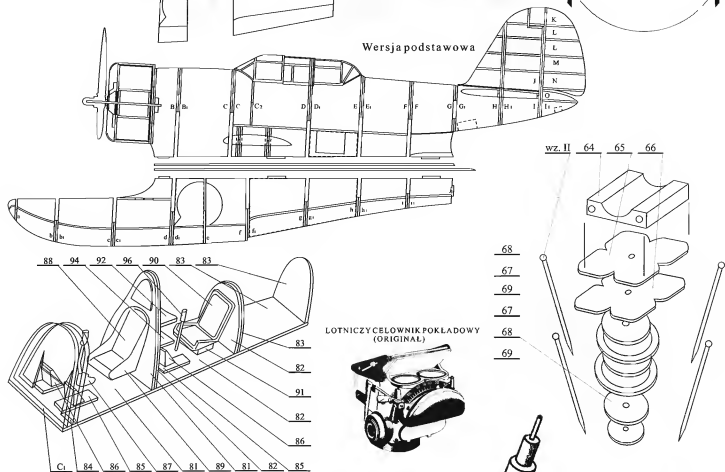 Wersja podstawowa
K
L
Ł
M
J N
O
B B1 C C C2 D D1 E E1 F F G G1 H H1 I I1
wz. II 64 65 66
a b b1 c c1 d d1 e f f1 g g1 h h1 i i1
68
67
69
67
68
69
88 94 92 96 90 83 83
LOTNICZY CELOWNIK POKŁADOWY
(ORIGINAŁ)
83
82
91
82
86
C1 84 86 85 87 81 89 81 82 85